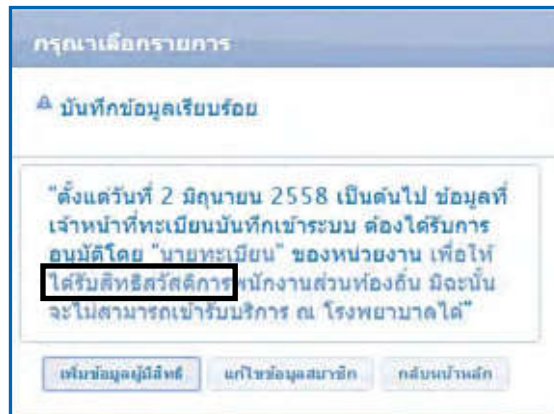 กรุณาเลือกรายการ
บันทึกข้อมูลเรียบร้อย
"ตั้งแต่วันที่ 2 มิถุนายน 2558 เป็นต้นไป ข้อมูลที่
เจ้าหน้าที่ทะเบียนบันทึกเข้าระบบ ต้องได้รับการ
อนุมัติโดย "นายทะเบียน" ของหน่วยงาน เพื่อให้
ได้รับสิทธิสวัสดิการพนักงานส่วนท้องถิ่น มิฉะนั้น
จะไม่สามารถเข้ารับบริการ ณ โรงพยาบาลได้"
เพิ่มข้อมูลผู้มีสิทธิ์ แก้ไขข้อมูลสมาชิก กลับหน้าหลัก